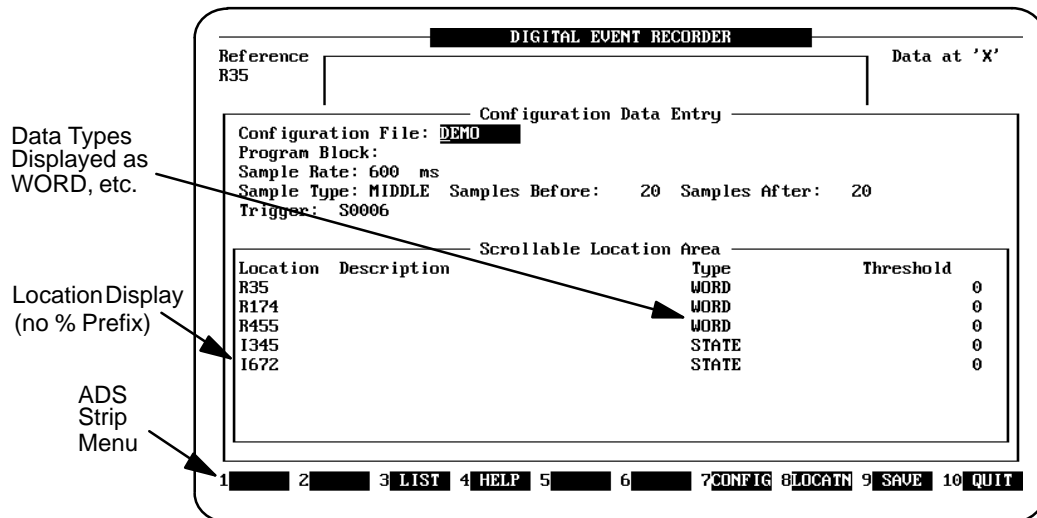 DIGITAL EVENT RECORDER
Reference Data at 'X'
R35
Configuration Data Entry
Configuration File: DEMO
Program Block:
Sample Rate: 600 ms
Sample Type: MIDDLE Samples Before: 20 Samples After: 20
Trigger: S0006
Scrollable Location Area
Location Description Type Threshold
R35 WORD 0
R174 WORD 0
R455 WORD 0
I345 STATE 0
I672 STATE 0
1 2 3 LIST 4 HELP 5 6 7 CONFIG 8 LOCATN 9 SAVE 10 QUIT
Data Types
Displayed as
WORD, etc.
Location Display
(no % Prefix)
ADS
Strip
Menu